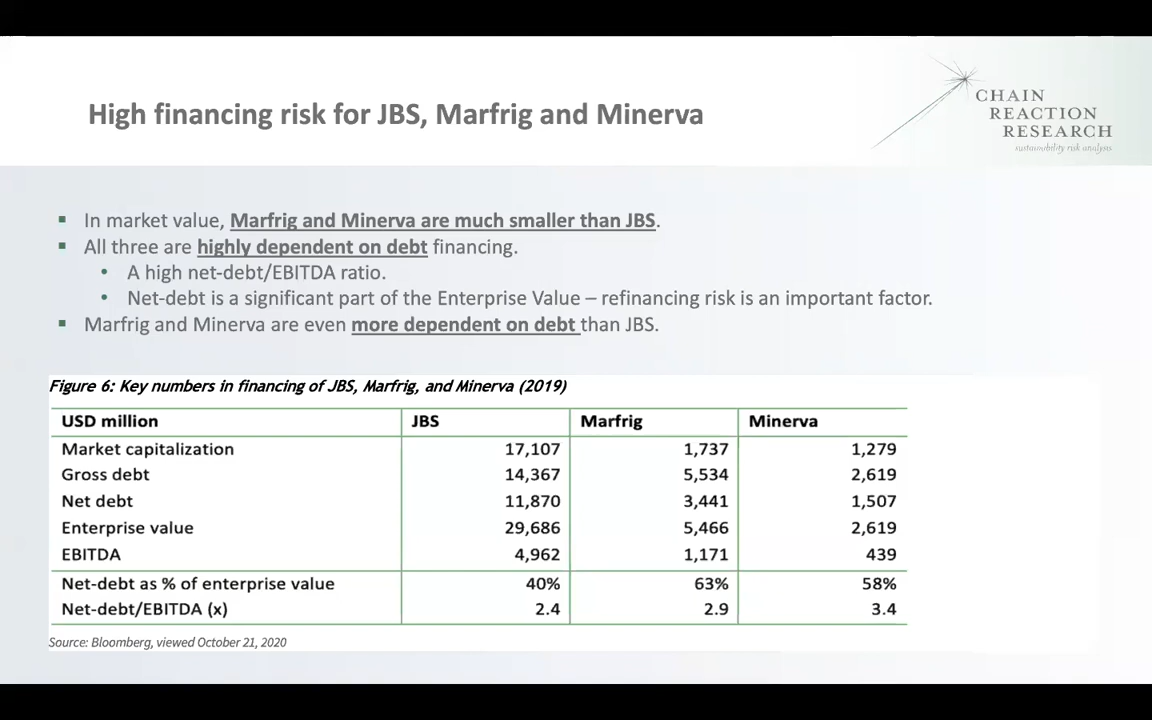 High financing risk for JBS, Marfrig and Minerva
CHAIN
REACTION
RESEARCH
sustainability risk analysis
▪ In market value, Marfrig and Minerva are much smaller than JBS.
▪ All three are highly dependent on debt financing.
• A high net-debt/EBITDA ratio.
• Net-debt is a significant part of the Enterprise Value – refinancing risk is an important factor.
▪ Marfrig and Minerva are even more dependent on debt than JBS.
Figure 6: Key numbers in financing of JBS, Marfrig, and Minerva (2019)
USD million JBS Marfrig Minerva
Market capitalization 17,107 1,737 1,279
Gross debt 14,367 5,534 2,619
Net debt 11,870 3,441 1,507
Enterprise value 29,686 5,466 2,619
EBITDA 4,962 1,171 439
Net-debt as % of enterprise value 40% 63% 58%
Net-debt/EBITDA (x) 2.4 2.9 3.4
Source: Bloomberg, viewed October 21, 2020